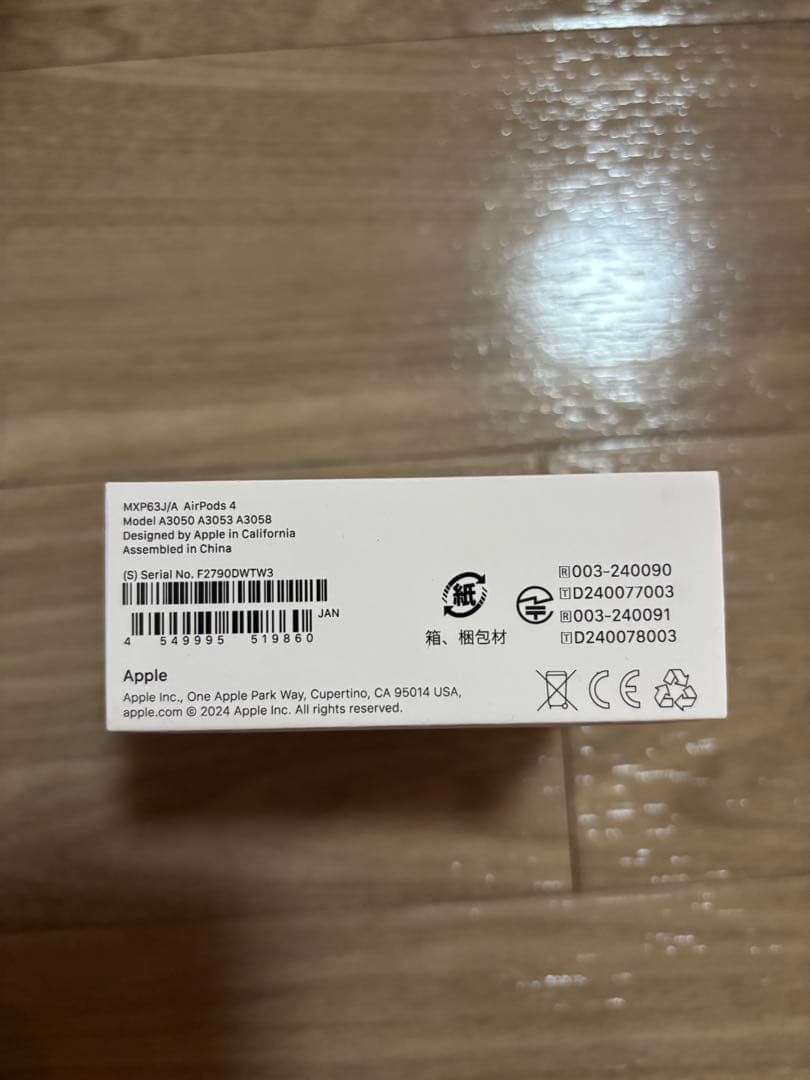 MXP63J/A AirPods 4
Model A3050 A3053 A3058
Designed by Apple in California
Assembled in China
(S) Serial No. F2790DWTW3
JAN
4 549995 519860
紙
箱、梱包材
R003-240090
TD240077003
R003-240091
TD240078003
Apple
Apple Inc., One Apple Park Way, Cupertino, CA 95014 USA,
apple.com © 2024 Apple Inc. All rights reserved.
CE